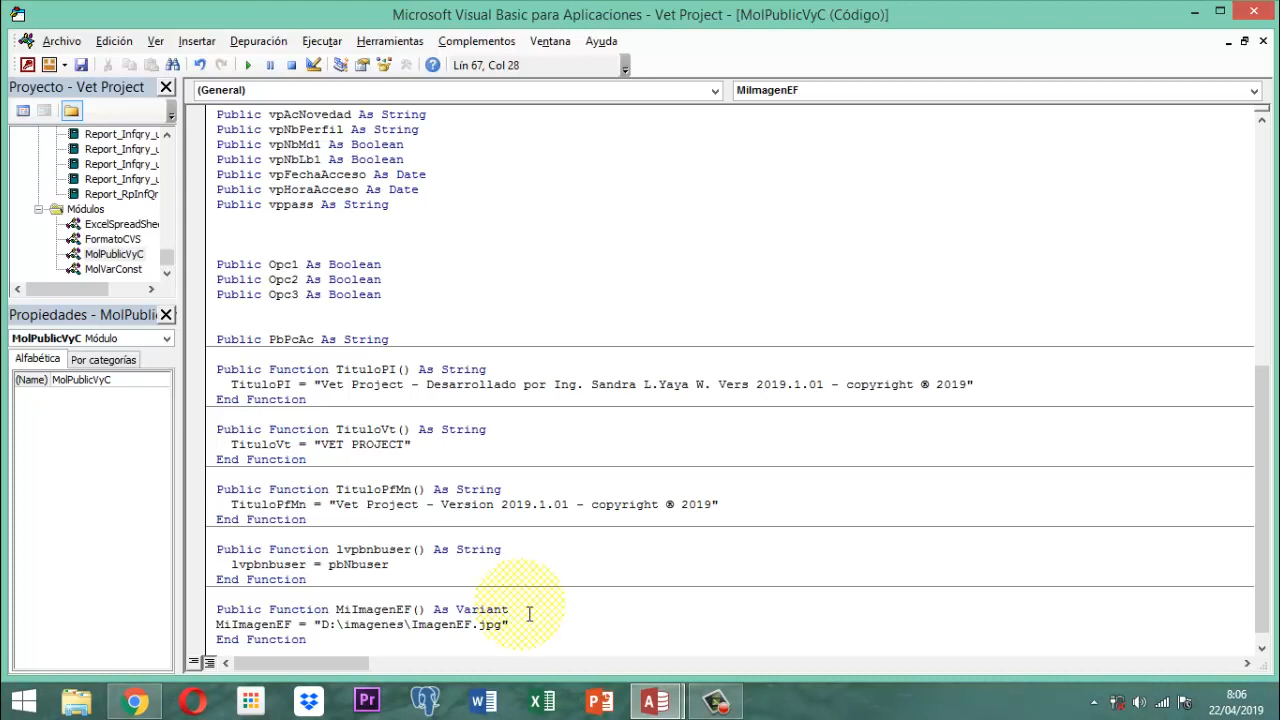 Microsoft Visual Basic para Aplicaciones - Vet Project - [MolPublicVyC (Código)]
Archivo Edición Ver Insertar Formato Depuración Ejecutar Herramientas Complementos Ventana Ayuda
Lín 67, Col 28
Proyecto - Vet Project
(General)
MiImagenEF
Report_Infqry_u
Report_Infqry_u
Report_Infqry_u
Report_Infqry_u
Report_RpInfQr
Módulos
ExcelSpreadShe
FormatoCVS
MolPublicVyC
MolVarConst
Propiedades - MolPubli
MolPublicVyC Módulo
Alfabética Por categorías
(Name) MolPublicVyC
Public vpAcNovedad As String
Public vpNbPerfil As String
Public vpNbMd1 As Boolean
Public vpNbLb1 As Boolean
Public vpFechaAcceso As Date
Public vpHoraAcceso As Date
Public vppass As String
Public Opc1 As Boolean
Public Opc2 As Boolean
Public Opc3 As Boolean
Public PbPcAc As String
Public Function TituloPI() As String
TituloPI = "Vet Project - Desarrollado por Ing. Sandra L.Yaya W. Vers 2019.1.01 - copyright ® 2019"
End Function
Public Function TituloVt() As String
TituloVt = "VET PROJECT"
End Function
Public Function TituloPfMn() As String
TituloPfMn = "Vet Project - Version 2019.1.01 - copyright ® 2019"
End Function
Public Function lvpbnbuser() As String
lvpbnbuser = pbNbuser
End Function
Public Function MiImagenEF() As Variant
MiImagenEF = "D:\imagenes\ImagenEF.jpg"
End Function
Pr
8:06
22/04/2019